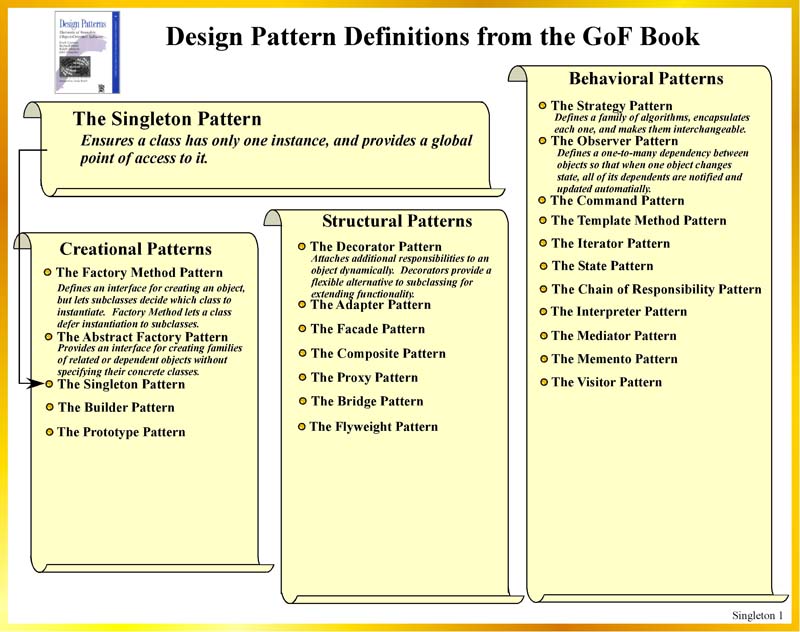 Design Patterns
Design Pattern Definitions from the GoF Book
The Singleton Pattern
Ensures a class has only one instance, and provides a global
point of access to it.
Creational Patterns
The Factory Method Pattern
Defines an interface for creating an object,
but lets subclasses decide which class to
instantiate. Factory Method lets a class
defer instantiation to subclasses.
The Abstract Factory Pattern
Provides an interface for creating families
of related or dependent objects without
specifying their concrete classes.
The Singleton Pattern
The Builder Pattern
The Prototype Pattern
Structural Patterns
The Decorator Pattern
Attaches additional responsibilities to an
object dynamically. Decorators provide a
flexible alternative to subclassing for
extending functionality.
The Adapter Pattern
The Facade Pattern
The Composite Pattern
The Proxy Pattern
The Bridge Pattern
The Flyweight Pattern
Behavioral Patterns
The Strategy Pattern
Defines a family of algorithms, encapsulates
each one, and makes them interchangeable.
The Observer Pattern
Defines a one-to-many dependency between
objects so that when one object changes
state, all of its dependents are notified and
updated automatially.
The Command Pattern
The Template Method Pattern
The Iterator Pattern
The State Pattern
The Chain of Responsibility Pattern
The Interpreter Pattern
The Mediator Pattern
The Memento Pattern
The Visitor Pattern
Singleton 1